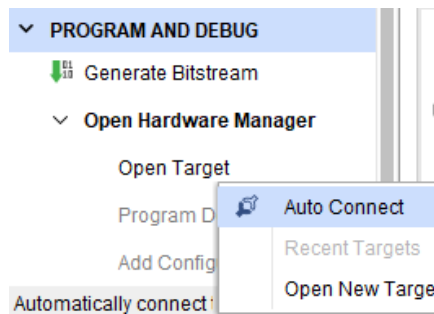 PROGRAM AND DEBUG
Generate Bitstream
Open Hardware Manager
Open Target
Auto Connect
Program D
Recent Targets
Add Config
Open New Targe
Automatically connect